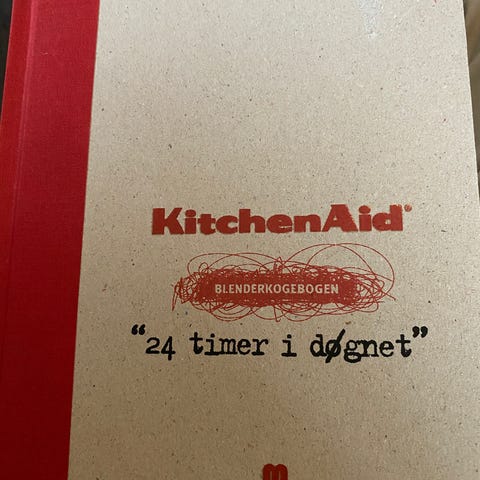 KitchenAid®
BLENDERKOGEBOGEN
“24 timer i døgnet”
m